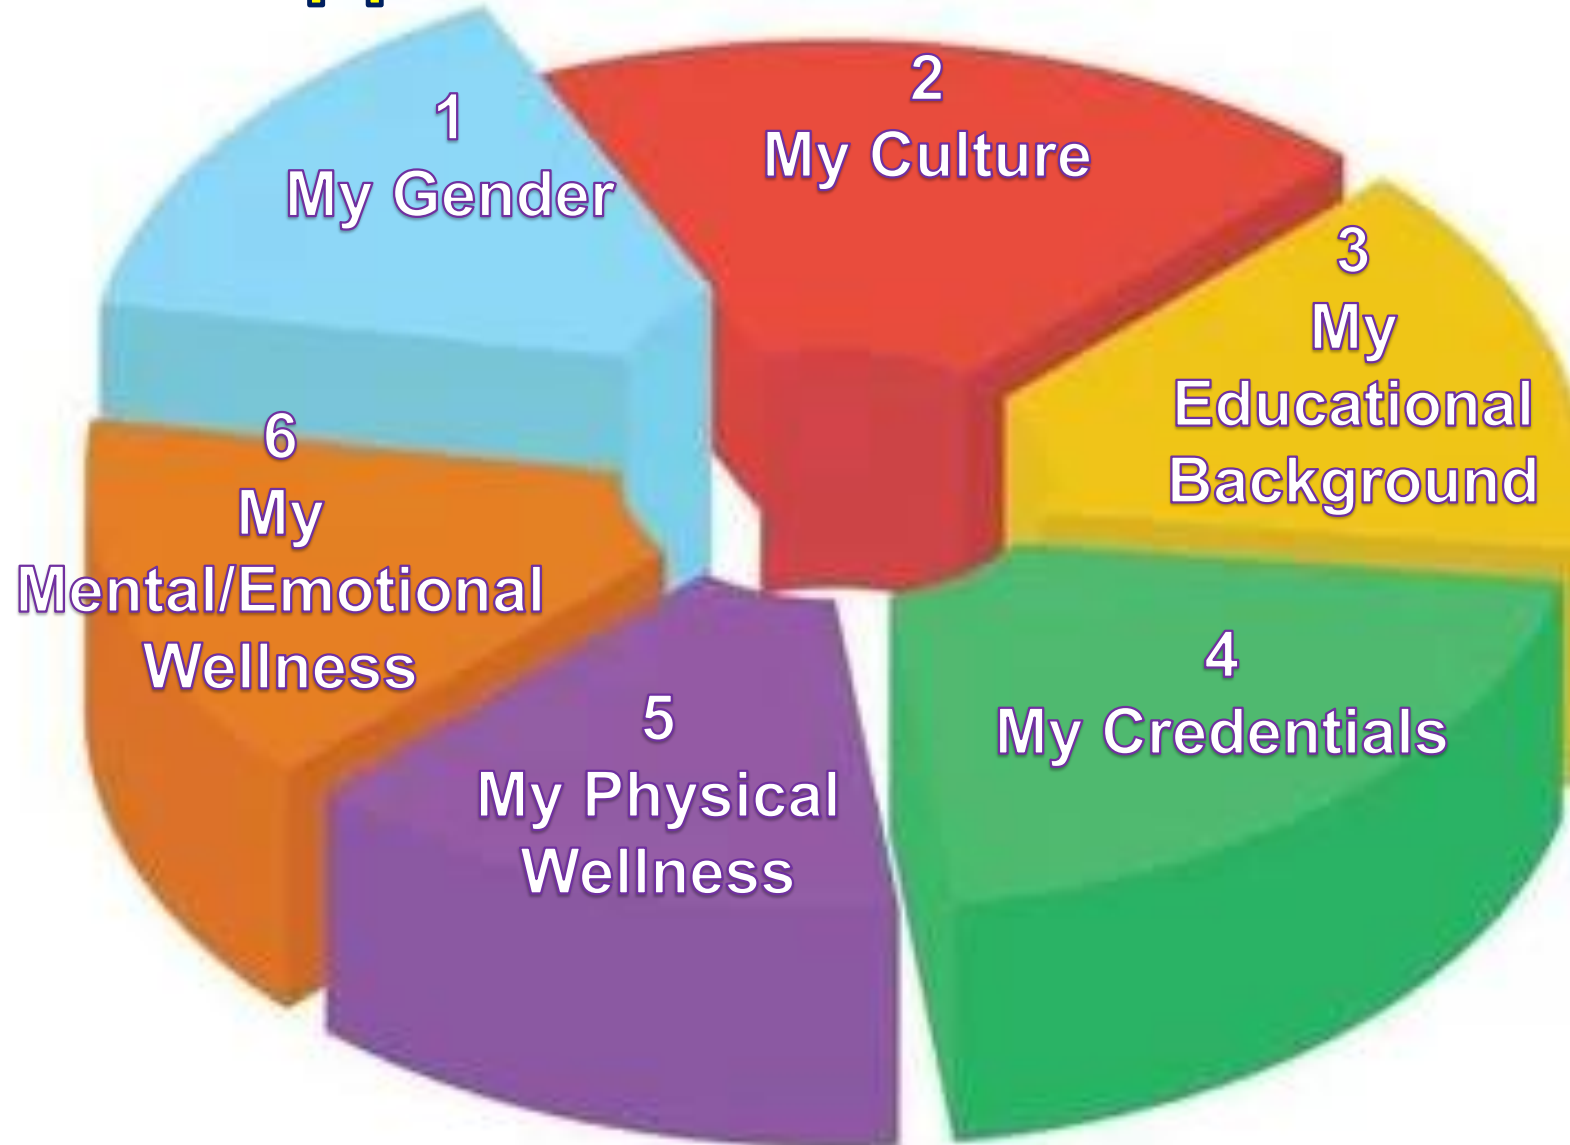 1
My Gender
2
My Culture
3
My
Educational
Background
4
My Credentials
5
My Physical
Wellness
6
My
Mental/Emotional
Wellness